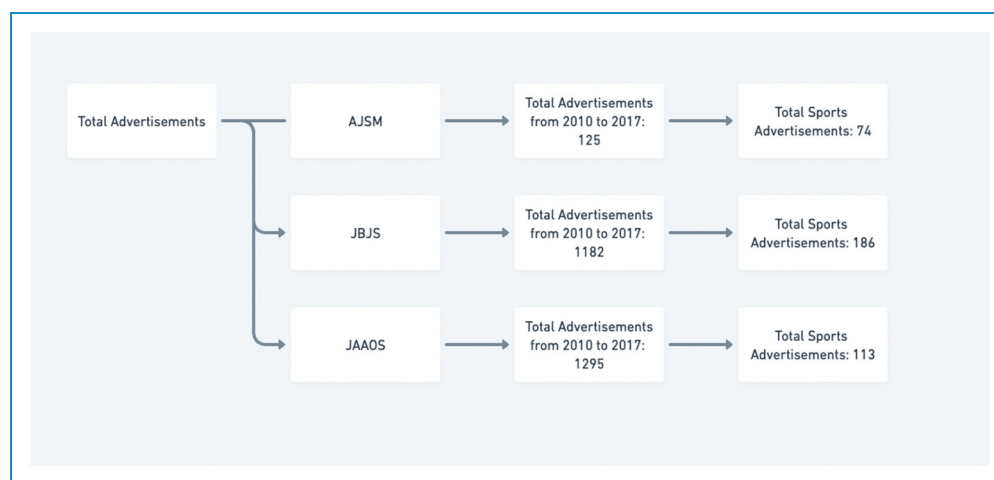 Total Advertisements
AJSM
Total Advertisements
from 2010 to 2017:
125
Total Sports
Advertisements: 74
JBJS
Total Advertisements
from 2010 to 2017:
1182
Total Sports
Advertisements: 186
JAAOS
Total Advertisements
from 2010 to 2017:
1295
Total Sports
Advertisements: 113